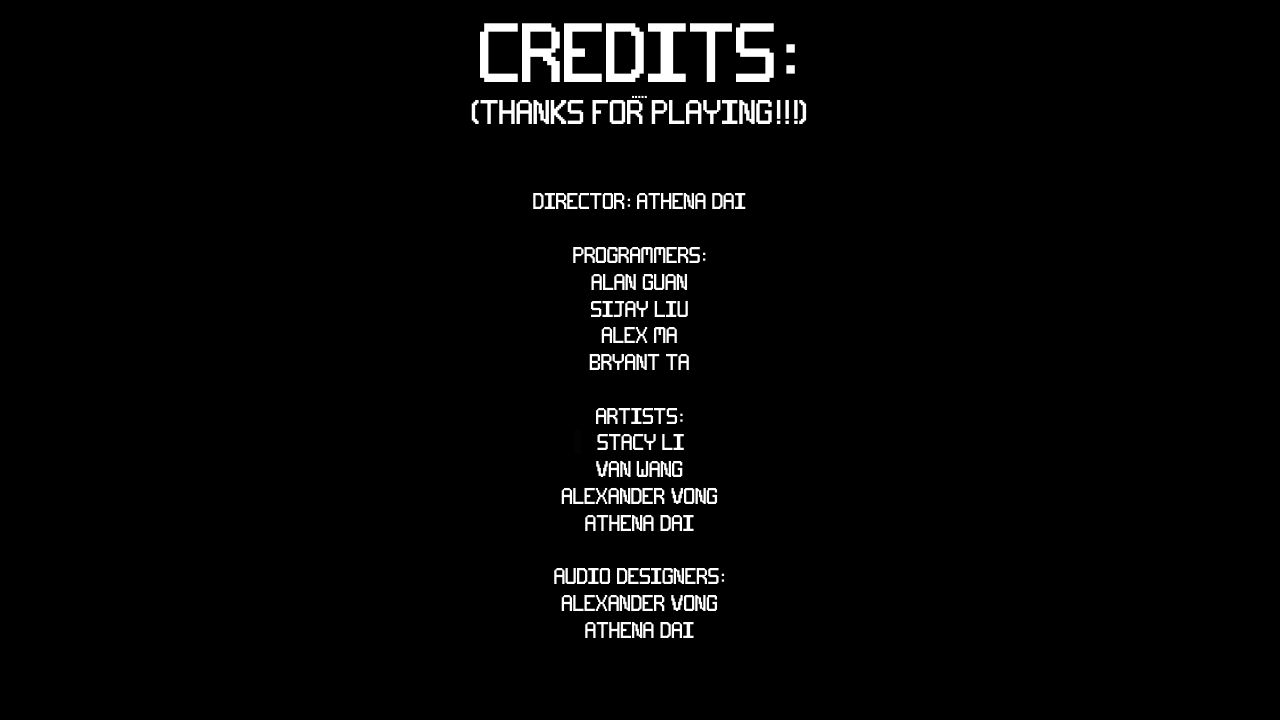 CREDITS:
(THANKS FOR PLAYING!!!)
DIRECTOR: ATHENA DAI
PROGRAMMERS:
ALAN GUAN
SIJAY LIU
ALEX MA
BRYANT TA
ARTISTS:
STACY LI
VAN WANG
ALEXANDER VONG
ATHENA DAI
AUDIO DESIGNERS:
ALEXANDER VONG
ATHENA DAI